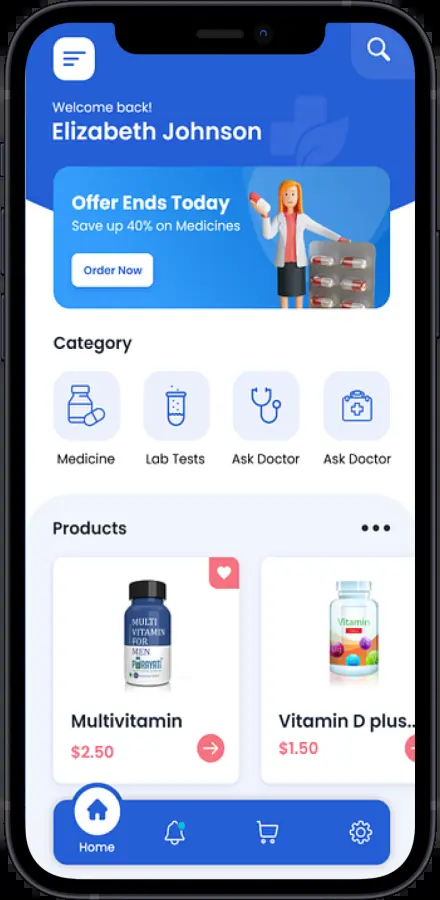 Welcome back!
Elizabeth Johnson
Offer Ends Today
Save up 40% on Medicines
Order Now
Category
Medicine
Lab Tests
Ask Doctor
Ask Doctor
Products
MULTI
VITAMIN
FOR
MEN
PURAYATI
Vitamin
Multivitamin
$2.50
Vitamin D plus..
$1.50
Home